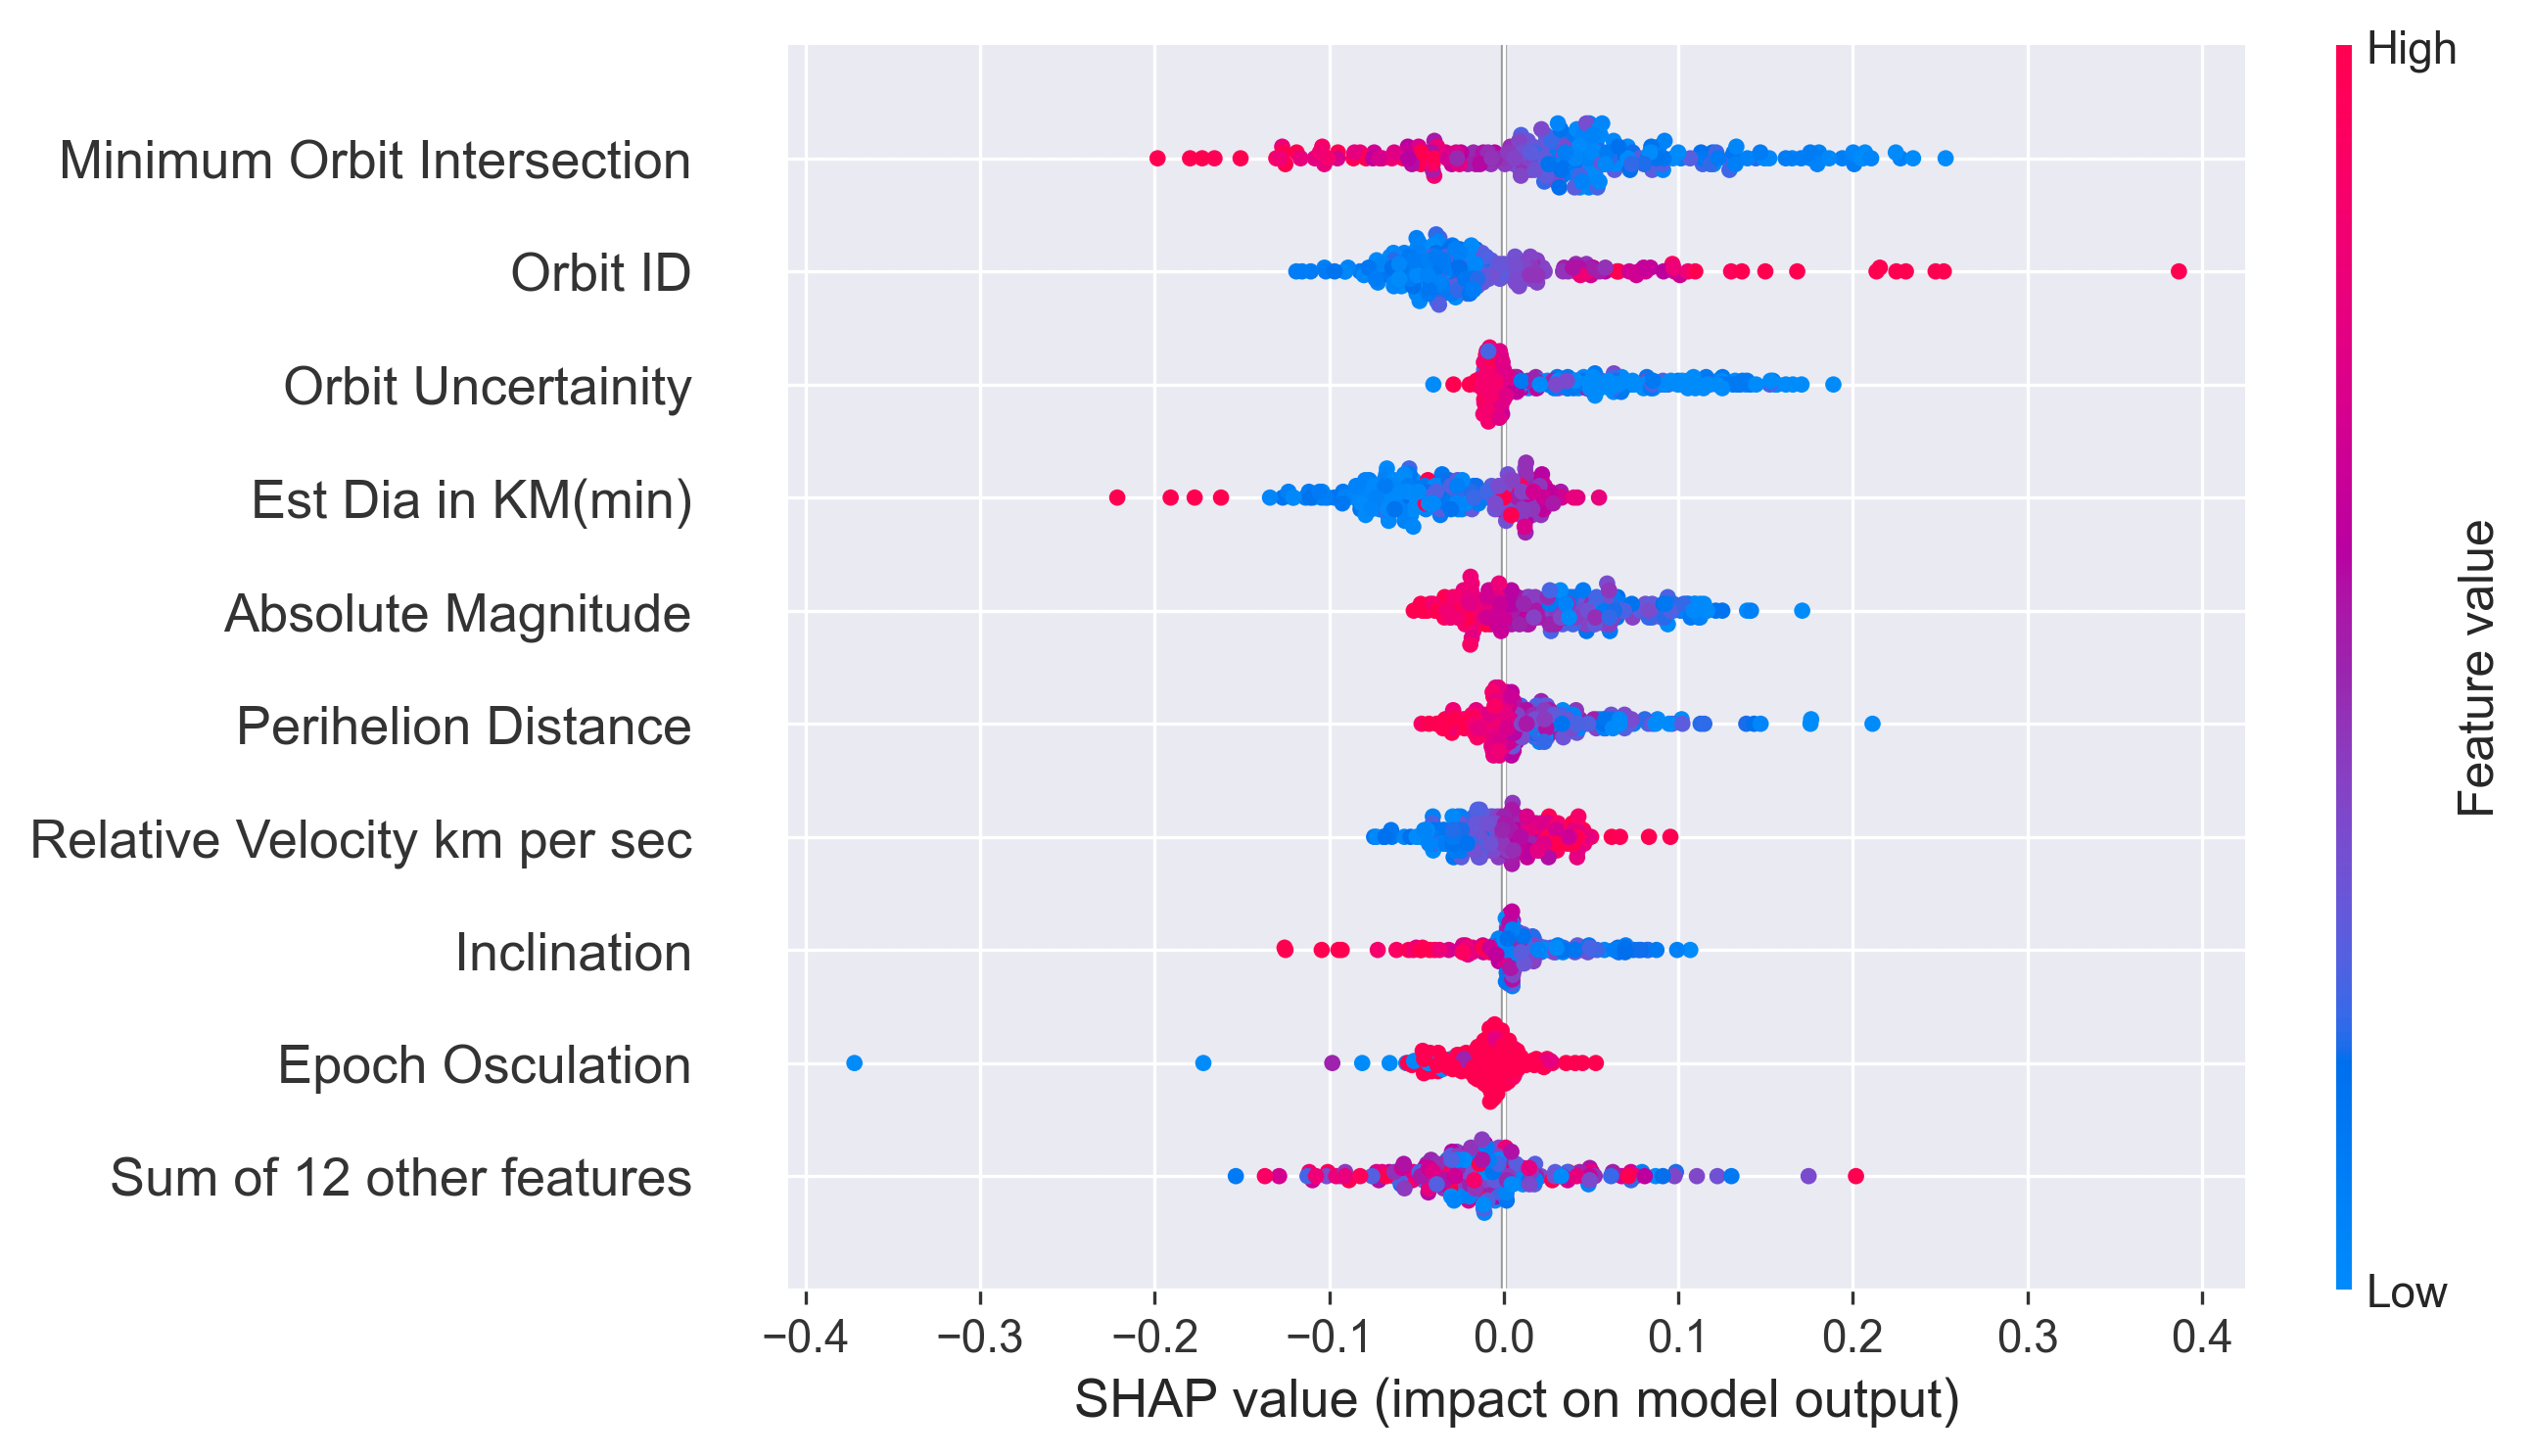 High
Minimum Orbit Intersection
Orbit ID
Orbit Uncertainity
Est Dia in KM(min)
Absolute Magnitude
Perihelion Distance
Relative Velocity km per sec
Inclination
Epoch Osculation
Sum of 12 other features
Feature value
Low
−0.4 −0.3 −0.2 −0.1 0.0 0.1 0.2 0.3 0.4
SHAP value (impact on model output)